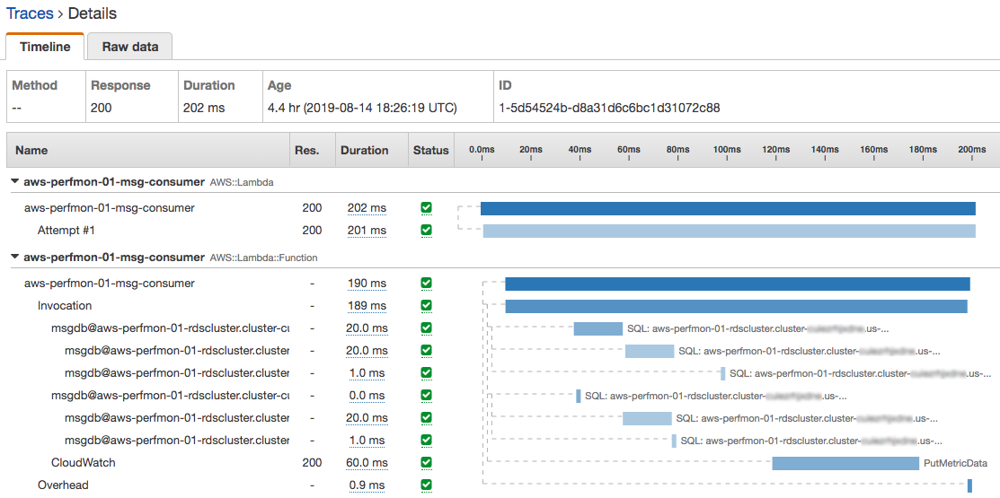 Traces > Details
Timeline Raw data
Method Response Duration Age ID
-- 200 202 ms 4.4 hr (2019-08-14 18:26:19 UTC) 1-5d54524b-d8a31d6c6bc1d31072c88
Name Res. Duration Status 0.0ms 20ms 40ms 60ms 80ms 100ms 120ms 140ms 160ms 180ms 200ms
aws-perfmon-01-msg-consumer AWS::Lambda
aws-perfmon-01-msg-consumer 200 202 ms
Attempt #1 200 201 ms
aws-perfmon-01-msg-consumer AWS::Lambda::Function
aws-perfmon-01-msg-consumer - 190 ms
Invocation - 189 ms
msgdb@aws-perfmon-01-rdscluster.cluster-cu - 20.0 ms SQL: aws-perfmon-01-rdscluster.cluster- .us-...
msgdb@aws-perfmon-01-rdscluster.cluster - 20.0 ms SQL: aws-perfmon-01-rdscluster.cluster- .us-...
msgdb@aws-perfmon-01-rdscluster.cluster - 1.0 ms SQL: aws-perfmon-01-rdscluster.cluster- .us-...
msgdb@aws-perfmon-01-rdscluster.cluster-cu - 0.0 ms SQL: aws-perfmon-01-rdscluster.cluster- .us-...
msgdb@aws-perfmon-01-rdscluster.cluster - 20.0 ms SQL: aws-perfmon-01-rdscluster.cluster- .us-...
msgdb@aws-perfmon-01-rdscluster.cluster - 1.0 ms SQL: aws-perfmon-01-rdscluster.cluster- .us-...
CloudWatch 200 60.0 ms PutMetricData
Overhead - 0.9 ms